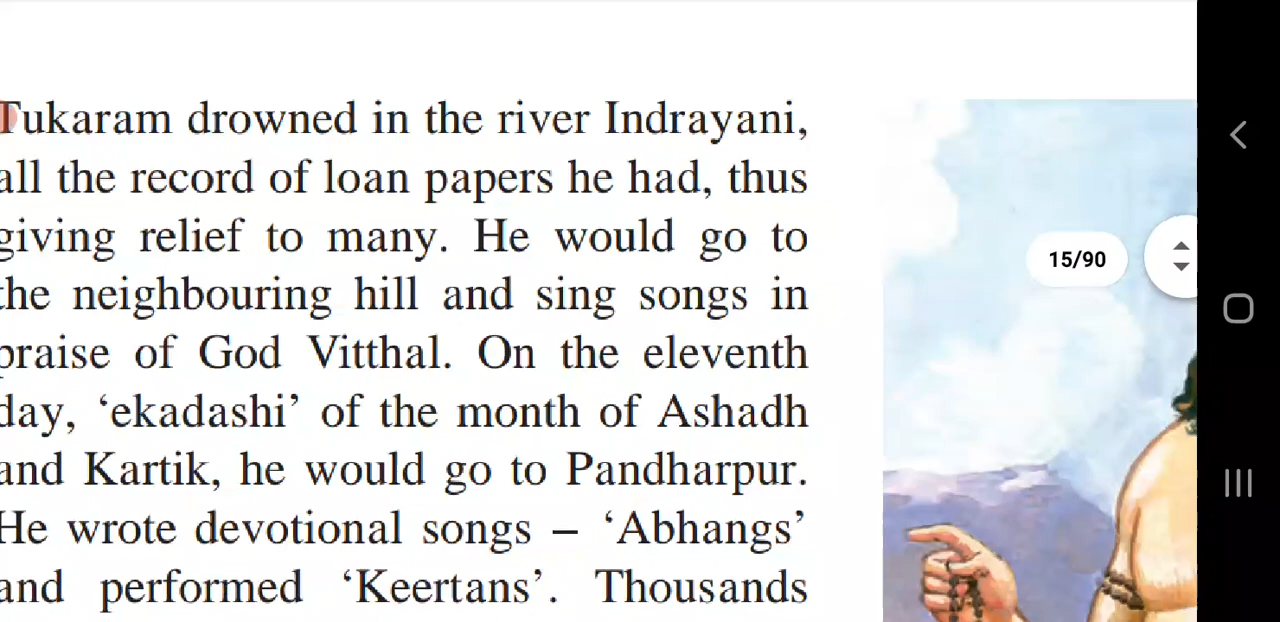 Tukaram drowned in the river Indrayani,
all the record of loan papers he had, thus
giving relief to many. He would go to
the neighbouring hill and sing songs in
praise of God Vitthal. On the eleventh
day, ‘ekadashi’ of the month of Ashadh
and Kartik, he would go to Pandharpur.
He wrote devotional songs – ‘Abhangs’
and performed ‘Keertans’. Thousands
15/90